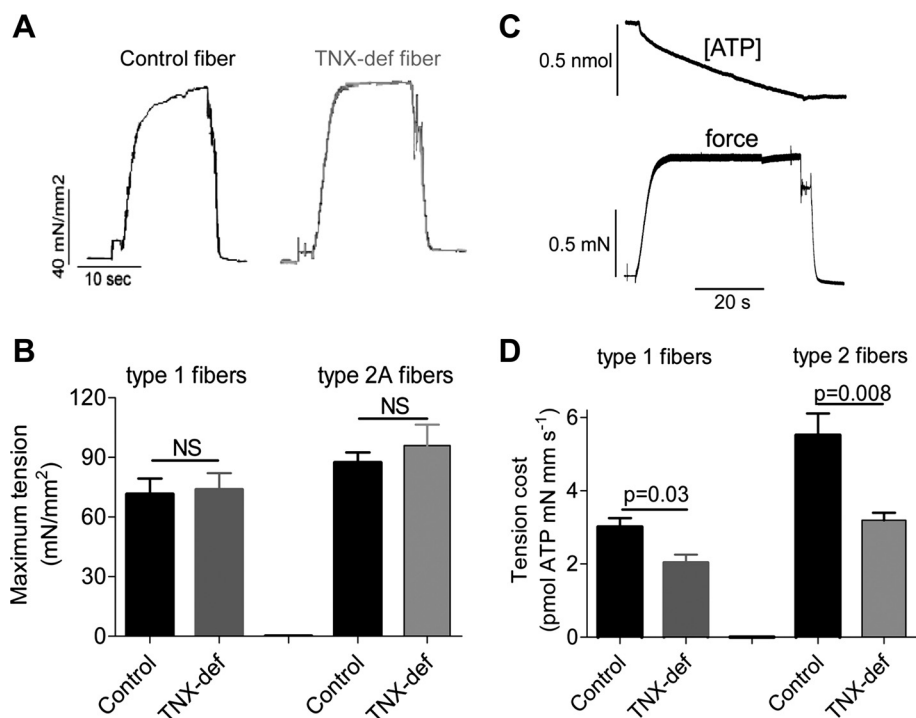 A
Control fiber
TNX-def fiber
40 mN/mm2
10 sec
B
type 1 fibers
type 2A fibers
Maximum tension
(mN/mm²)
120
90
60
30
0
NS
NS
Control
TNX-def
Control
TNX-def
C
0.5 nmol
[ATP]
force
0.5 mN
20 s
D
type 1 fibers
type 2 fibers
Tension cost
(pmol ATP mN mm s⁻¹)
6
4
2
0
p=0.03
p=0.008
Control
TNX-def
Control
TNX-def